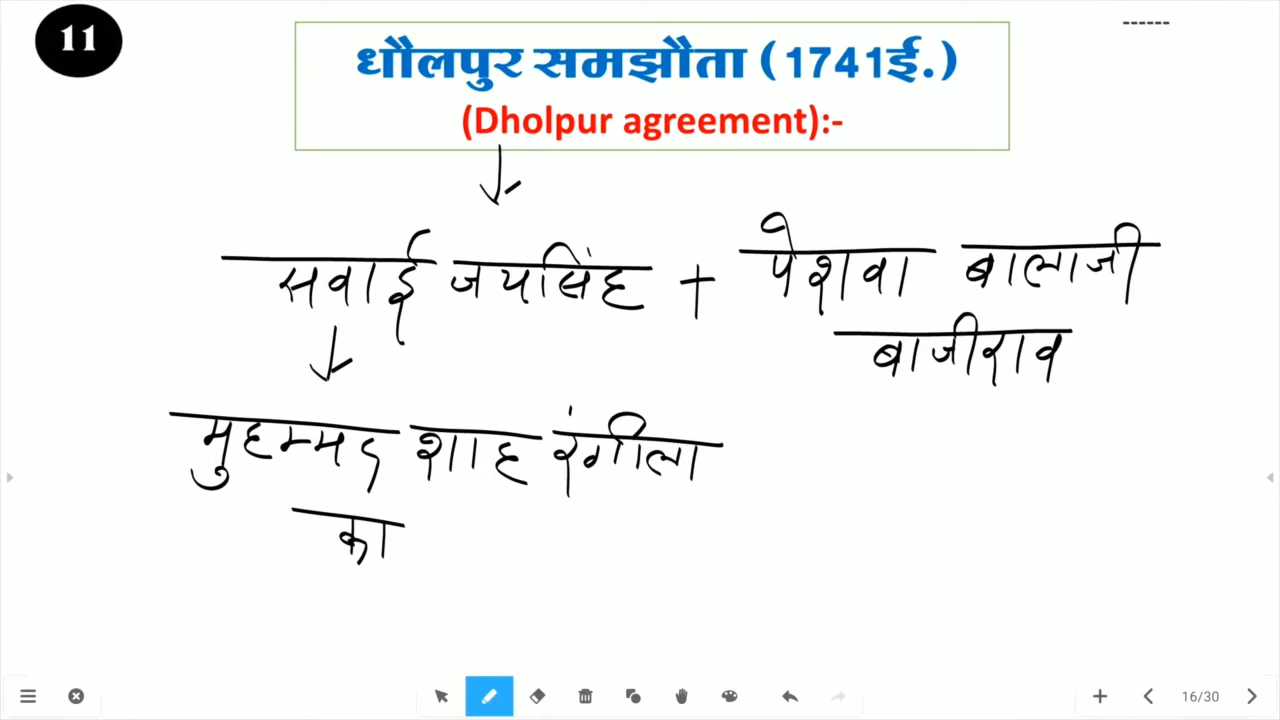 11
------
धौलपुर समझौता (1741ई.)
(Dholpur agreement):-
सवाई जयसिंह + पेशवा बालाजी
बाजीराव
मुहम्मद शाह रंगीला
का
16/30